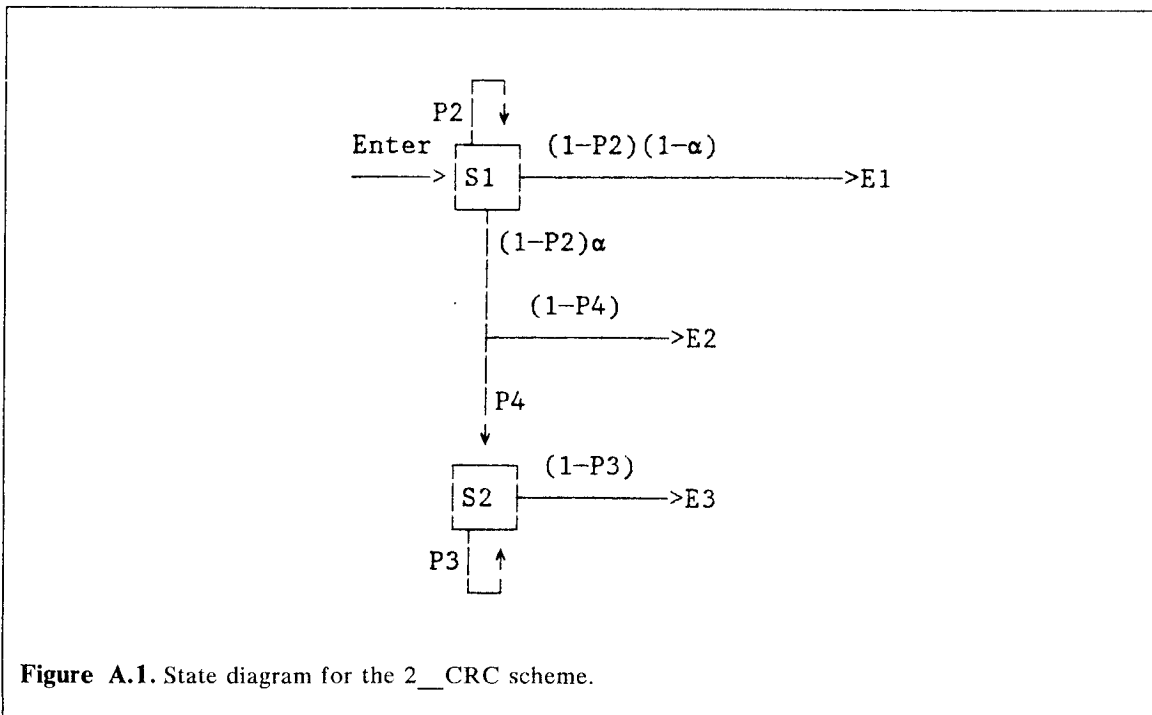 P2
Enter (1-P2)(1-α)
S1 E1
(1-P2)α
(1-P4)
E2
P4
(1-P3)
S2 E3
P3
Figure A.1. State diagram for the 2__CRC scheme.